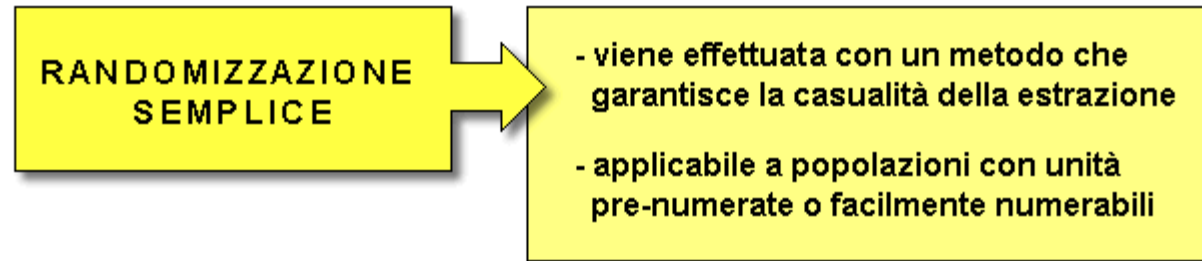 RANDOMIZZAZIONE
SEMPLICE
- viene effettuata con un metodo che
garantisce la casualità della estrazione
- applicabile a popolazioni con unità
pre-numerate o facilmente numerabili